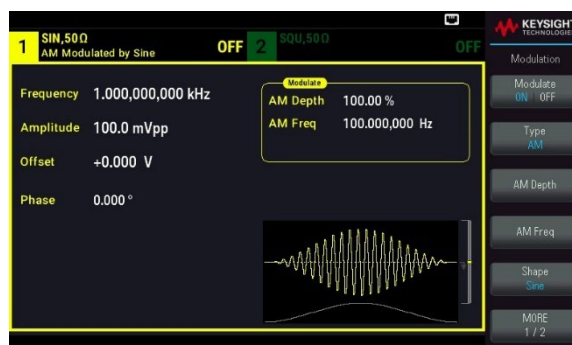 KEYSIGHT
TECHNOLOGIES
1 SIN,50Ω OFF
AM Modulated by Sine
2 SQU,50Ω OFF
Frequency 1.000,000,000 kHz
Amplitude 100.0 mVpp
Offset +0.000 V
Phase 0.000 °
Modulate
AM Depth 100.00 %
AM Freq 100.000,000 Hz
Modulation
Modulate
ON OFF
Type
AM
AM Depth
AM Freq
Shape
Sine
MORE
1 / 2